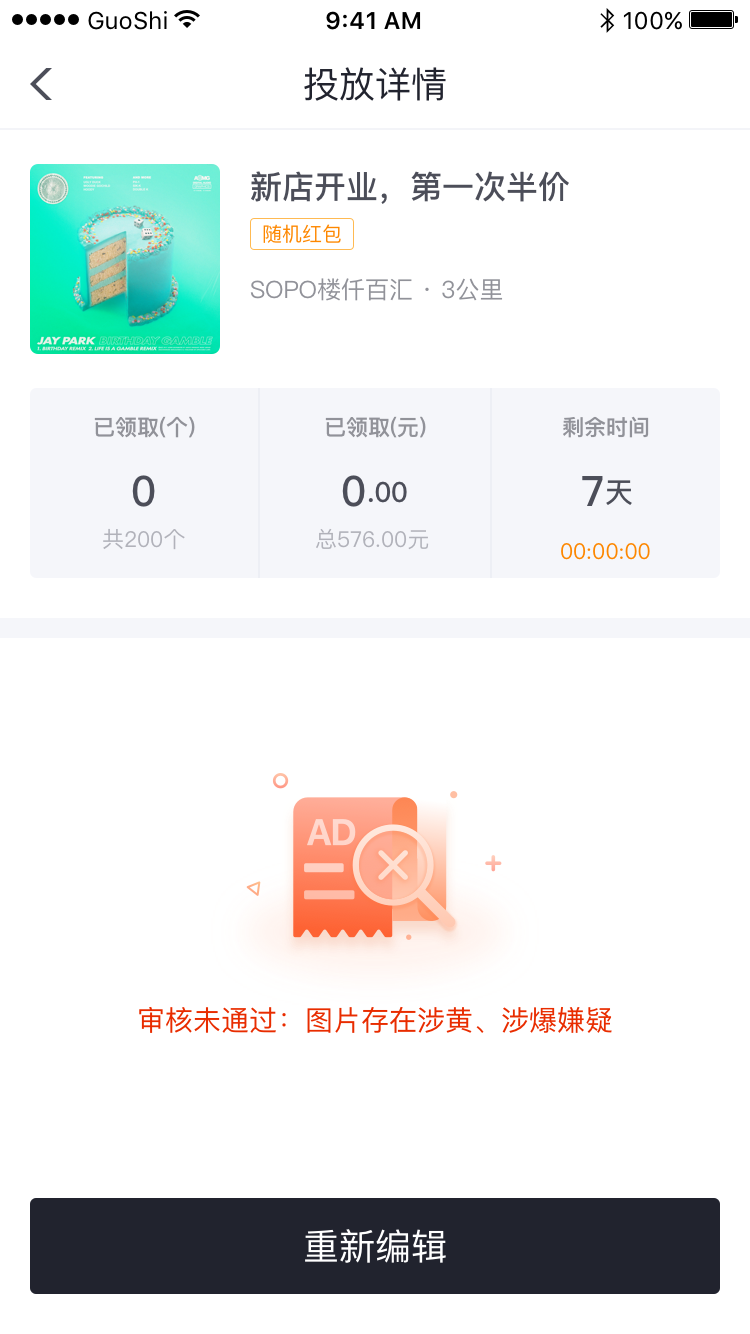 GuoShi 9:41 AM 100%
投放详情
新店开业，第一次半价
随机红包
SOPO楼仟百汇 · 3公里
JAY PARK BIRTHDAY GAMBLE
1. BIRTHDAY REMIX 2. LIFE IS A GAMBLE REMIX
已领取(个) 已领取(元) 剩余时间
0 0.00 7天
共200个 总576.00元 00:00:00
AD
审核未通过：图片存在涉黄、涉爆嫌疑
重新编辑